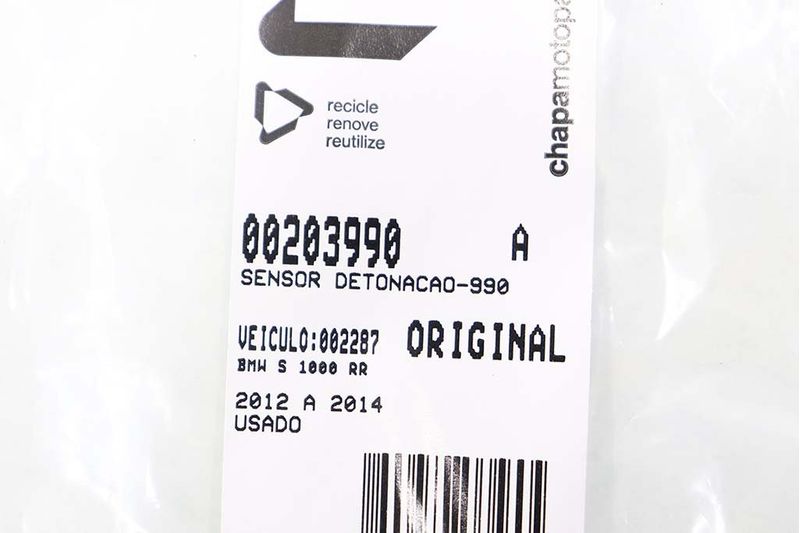 recicle
renove
reutilize
chapamotopa
00203990 A
SENSOR DETONACAO-990
VEICULO:002287 ORIGINAL
BMW S 1000 RR
2012 A 2014
USADO